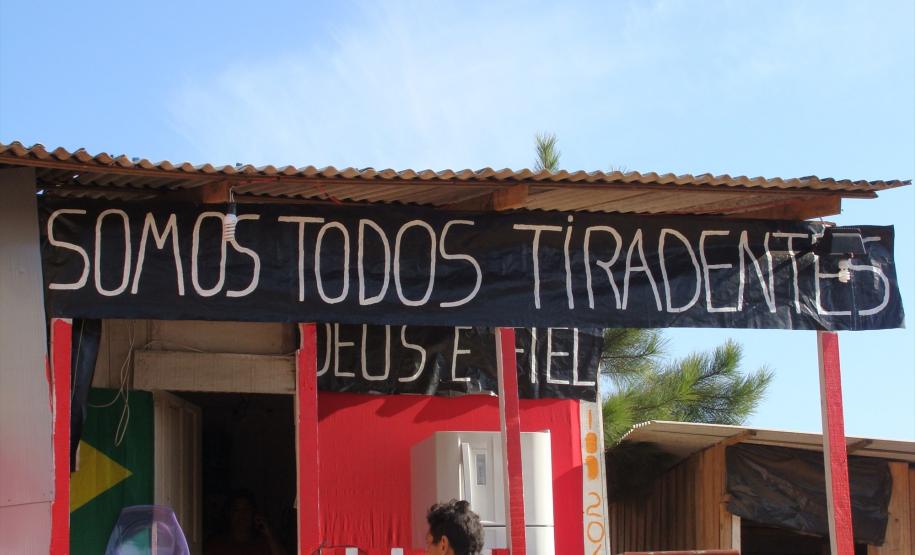 SOMOS TODOS TIRADENTES
DEUS E FIEL